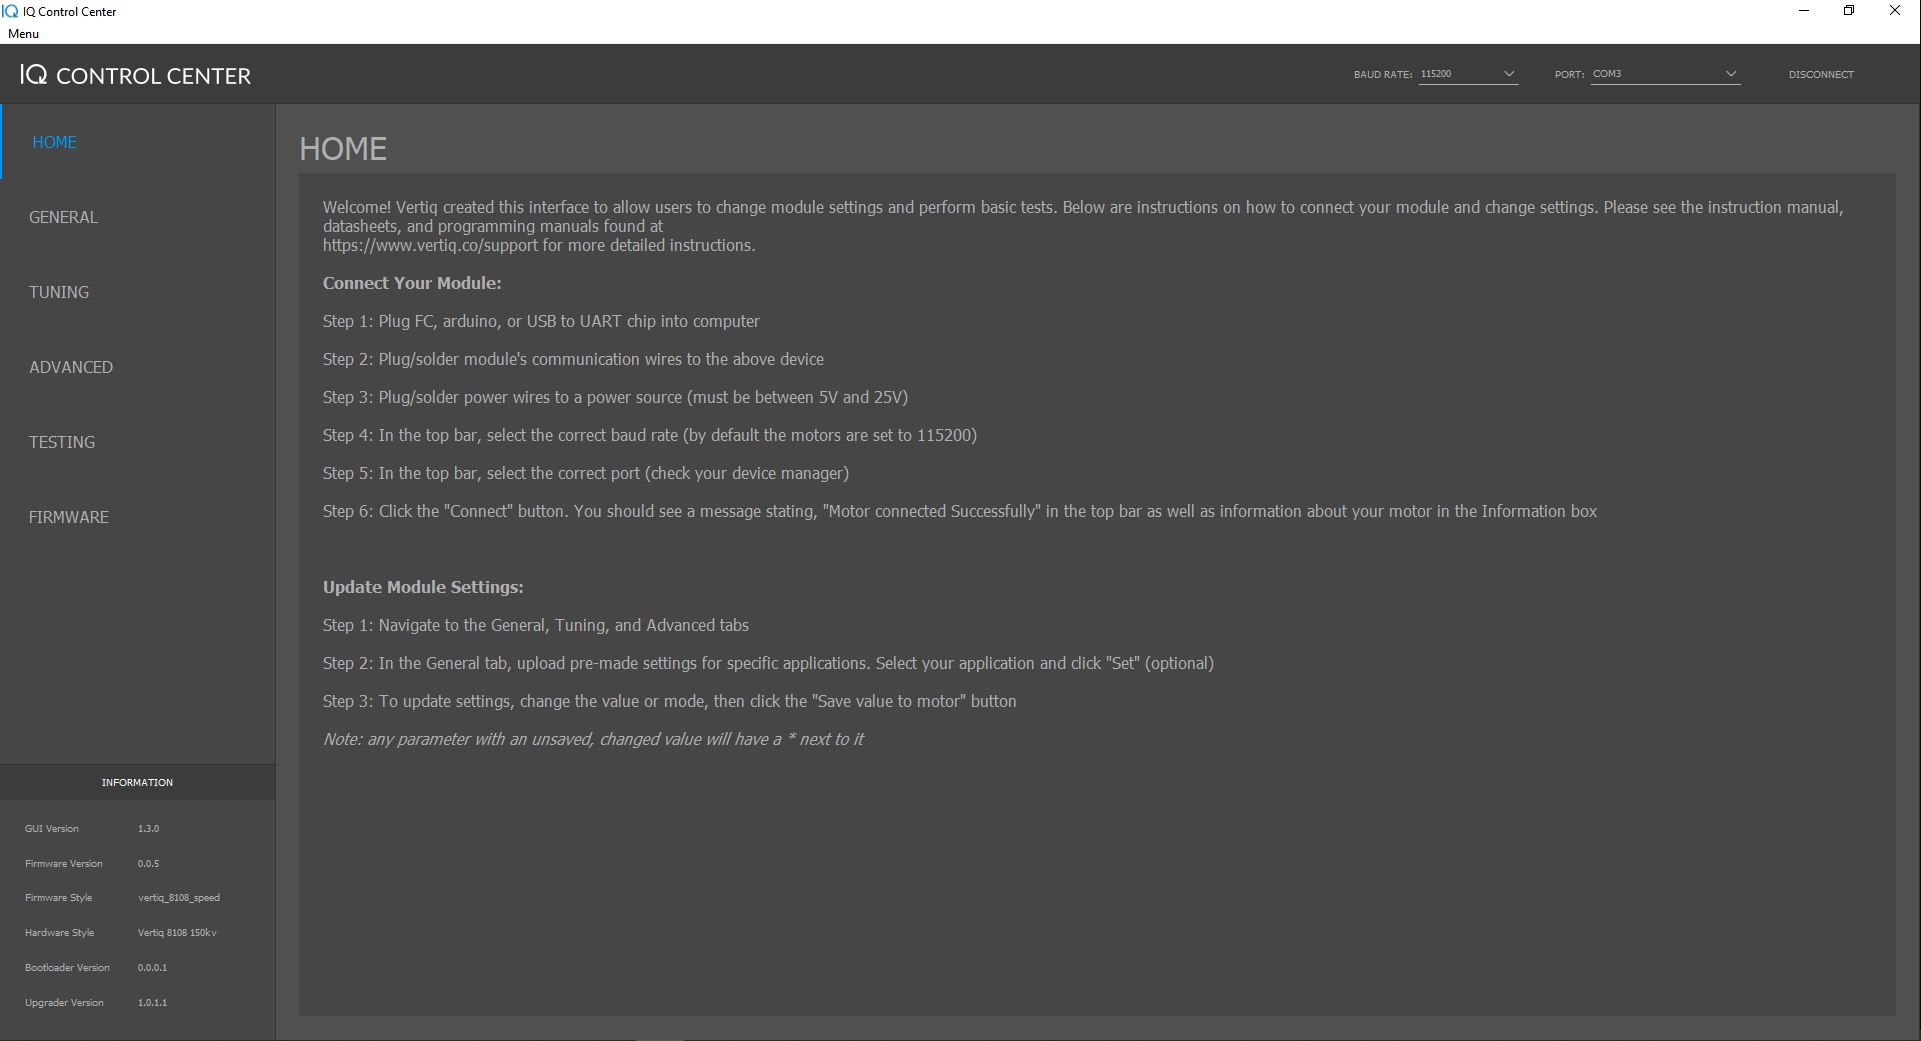 IQ Control Center
Menu
IQ CONTROL CENTER
BAUD RATE: 115200
PORT: COM3
DISCONNECT
HOME
GENERAL
TUNING
ADVANCED
TESTING
FIRMWARE
INFORMATION
GUI Version 1.3.0
Firmware Version 0.0.5
Firmware Style vertiq_8108_speed
Hardware Style Vertiq 8108 150kv
Bootloader Version 0.0.0.1
Upgrader Version 1.0.1.1
HOME
Welcome! Vertiq created this interface to allow users to change module settings and perform basic tests. Below are instructions on how to connect your module and change settings. Please see the instruction manual,
datasheets, and programming manuals found at
https://www.vertiq.co/support for more detailed instructions.
Connect Your Module:
Step 1: Plug FC, arduino, or USB to UART chip into computer
Step 2: Plug/solder module's communication wires to the above device
Step 3: Plug/solder power wires to a power source (must be between 5V and 25V)
Step 4: In the top bar, select the correct baud rate (by default the motors are set to 115200)
Step 5: In the top bar, select the correct port (check your device manager)
Step 6: Click the "Connect" button. You should see a message stating, "Motor connected Successfully" in the top bar as well as information about your motor in the Information box
Update Module Settings:
Step 1: Navigate to the General, Tuning, and Advanced tabs
Step 2: In the General tab, upload pre-made settings for specific applications. Select your application and click "Set" (optional)
Step 3: To update settings, change the value or mode, then click the "Save value to motor" button
Note: any parameter with an unsaved, changed value will have a * next to it